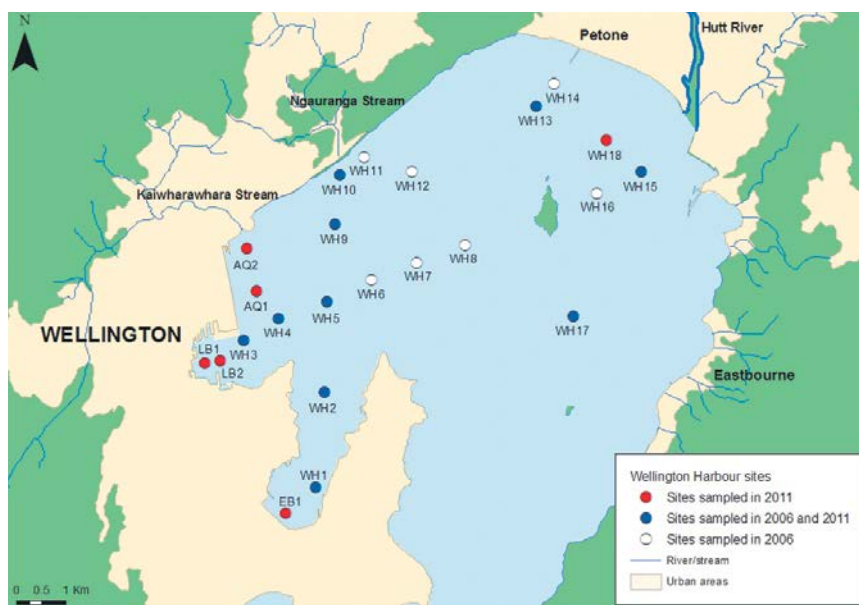 N
Petone
Hutt River
WH14
Ngauranga Stream
WH13
WH18
WH11
WH10
WH12
WH15
Kaiwharawhara Stream
WH16
WH9
WH8
AQ2
WH7
WH6
AQ1
WH5
WELLINGTON
WH4
WH17
WH3
LB1
LB2
Eastbourne
WH2
WH1
EB1
Wellington Harbour sites
Sites sampled in 2011
Sites sampled in 2006 and 2011
Sites sampled in 2006
River/stream
Urban areas
0 0.5 1 Km